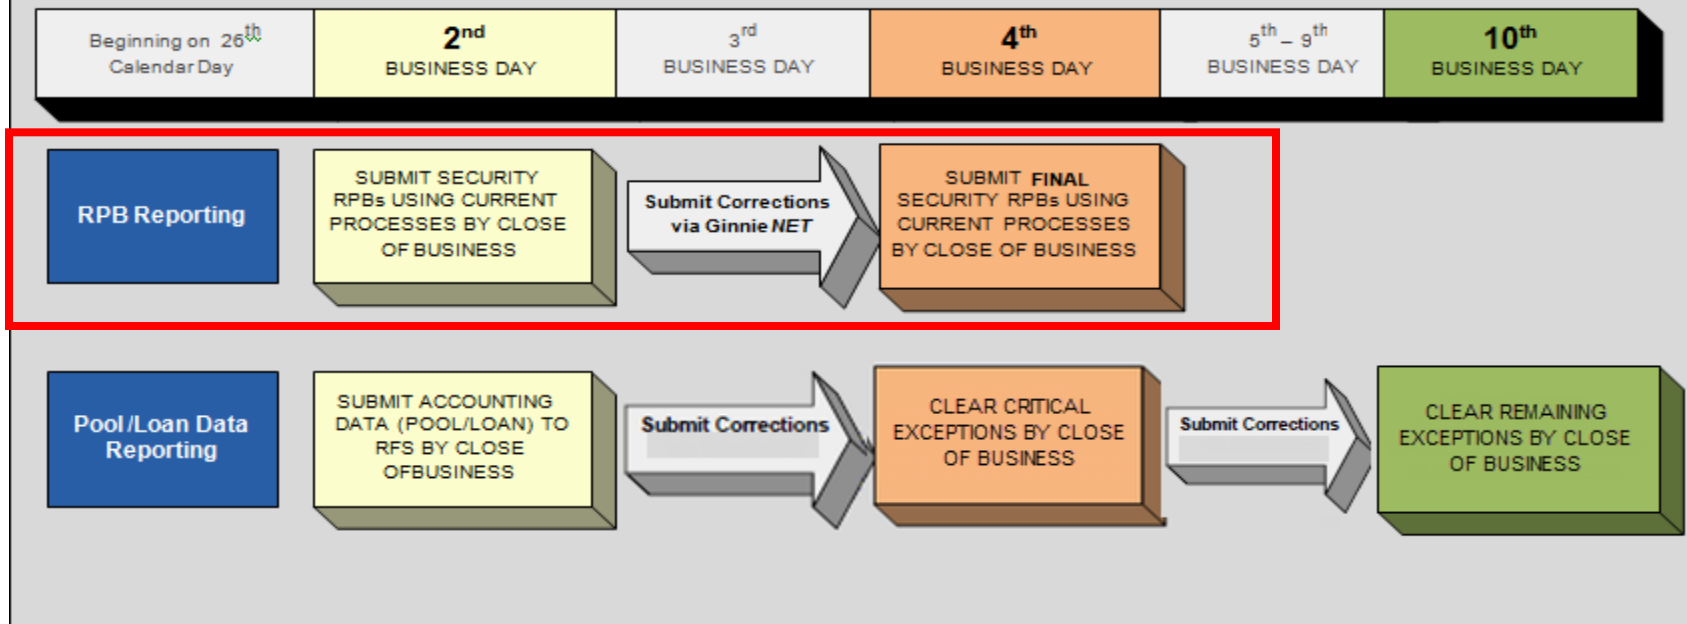 Beginning on 26th
Calendar Day
2nd
BUSINESS DAY
3rd
BUSINESS DAY
4th
BUSINESS DAY
5th – 9th
BUSINESS DAY
10th
BUSINESS DAY
RPB Reporting
SUBMIT SECURITY
RPBs USING CURRENT
PROCESSES BY CLOSE
OF BUSINESS
Submit Corrections
via GinnieNET
SUBMIT FINAL
SECURITY RPBs USING
CURRENT PROCESSES
BY CLOSE OF BUSINESS
Pool/Loan Data
Reporting
SUBMIT ACCOUNTING
DATA (POOL/LOAN) TO
RFS BY CLOSE
OFBUSINESS
Submit Corrections
CLEAR CRITICAL
EXCEPTIONS BY CLOSE
OF BUSINESS
Submit Corrections
CLEAR REMAINING
EXCEPTIONS BY CLOSE
OF BUSINESS